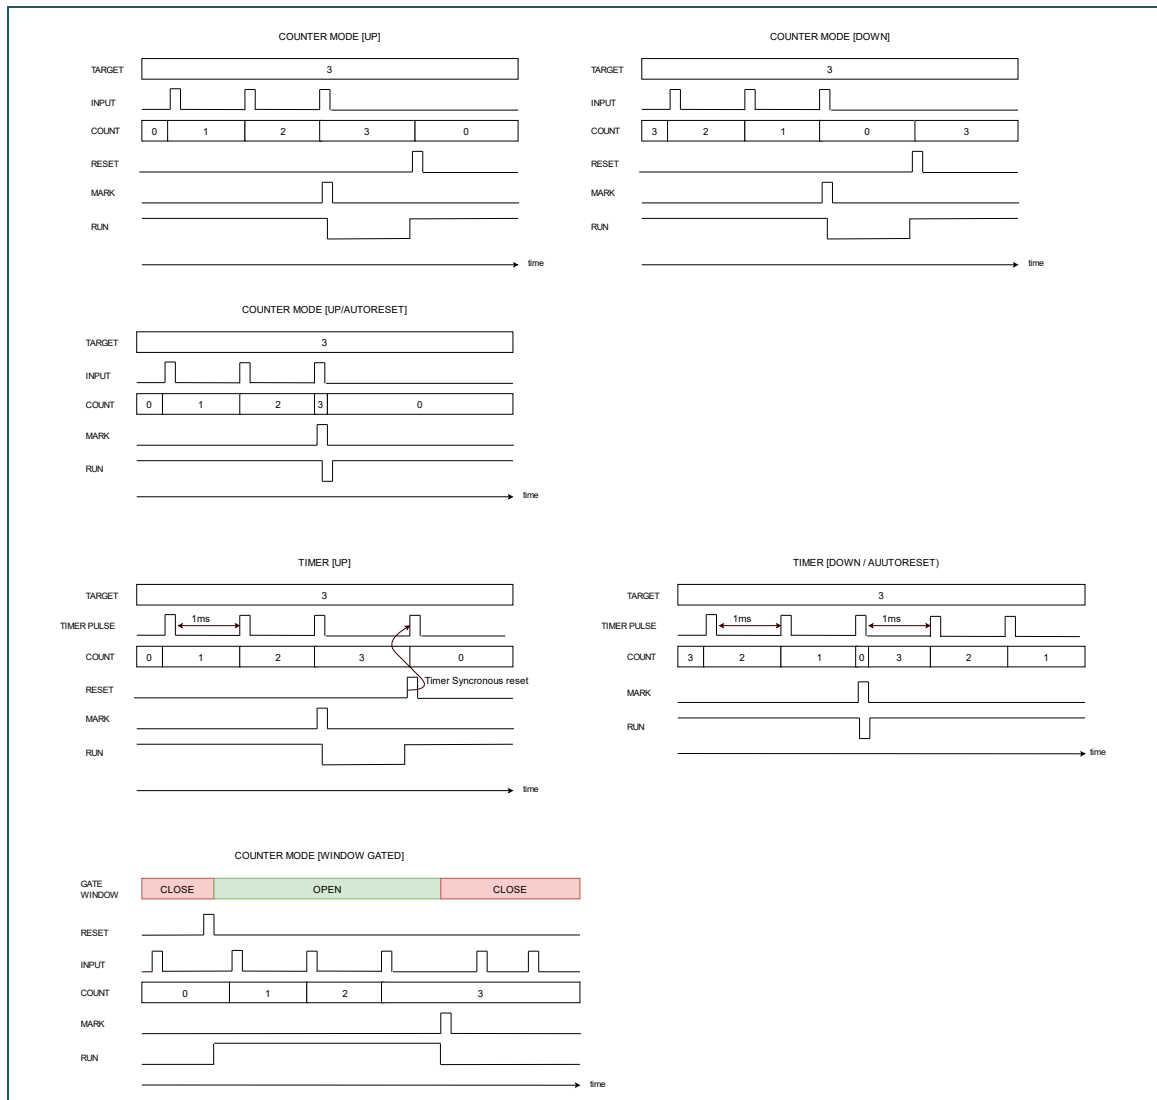 COUNTER MODE [UP]
TARGET
3
INPUT
COUNT 0 1 2 3 0
RESET
MARK
RUN
time
COUNTER MODE [DOWN]
TARGET
3
INPUT
COUNT 3 2 1 0 3
RESET
MARK
RUN
time
COUNTER MODE [UP/AUTORESET]
TARGET
3
INPUT
COUNT 0 1 2 3 0
MARK
RUN
time
TIMER [UP]
TARGET
3
TIMER PULSE
1ms
COUNT 0 1 2 3 0
RESET
Timer Syncronous reset
MARK
RUN
time
TIMER [DOWN / AUUTORESET)
TARGET
3
TIMER PULSE
1ms 1ms
COUNT 3 2 1 0 3 2 1
MARK
RUN
time
COUNTER MODE [WINDOW GATED]
GATE
WINDOW
CLOSE OPEN CLOSE
RESET
INPUT
COUNT 0 1 2 3
MARK
RUN
time